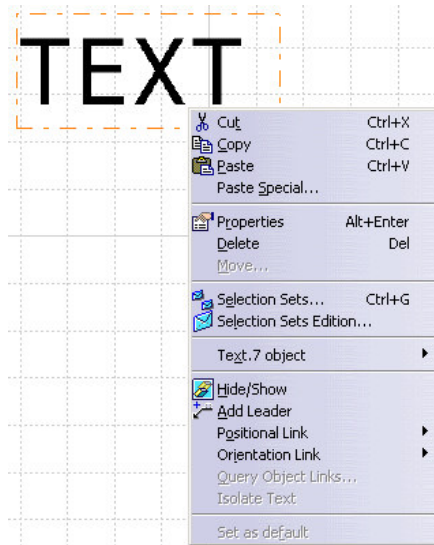 TEXT
Cut Ctrl+X
Copy Ctrl+C
Paste Ctrl+V
Paste Special...
Properties Alt+Enter
Delete Del
Move...
Selection Sets... Ctrl+G
Selection Sets Edition...
Text.7 object
Hide/Show
Add Leader
Positional Link
Orientation Link
Query Object Links...
Isolate Text
Set as default